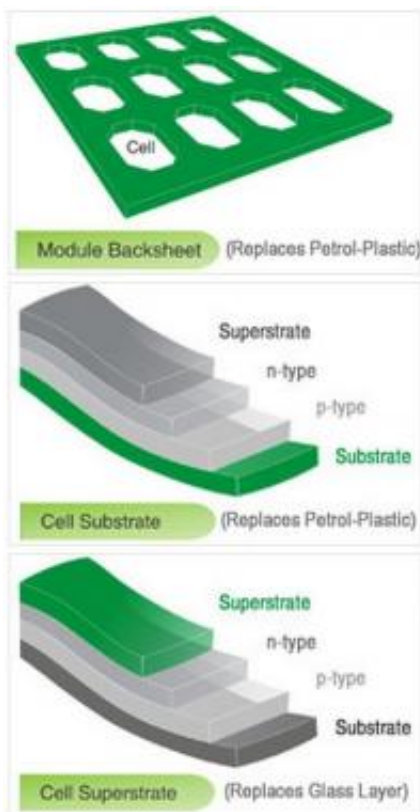 Cell
Module Backsheet (Replaces Petrol-Plastic)
Superstrate
n-type
p-type
Substrate
Cell Substrate (Replaces Petrol-Plastic)
Superstrate
n-type
p-type
Substrate
Cell Superstrate (Replaces Glass Layer)